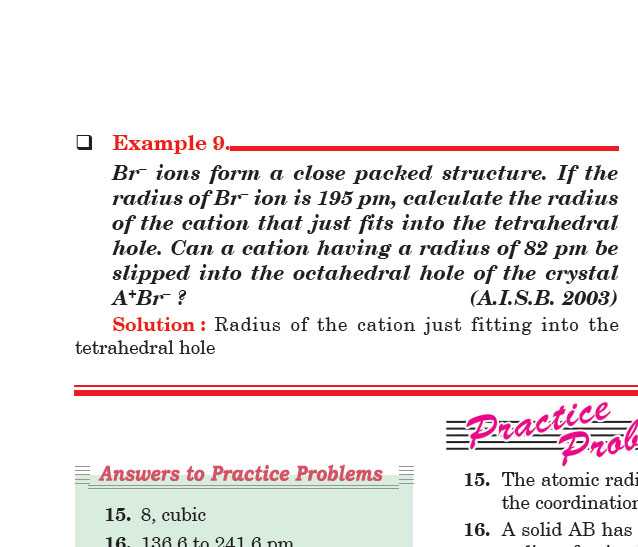 ❑ Example 9.
Br⁻ ions form a close packed structure. If the
radius of Br⁻ ion is 195 pm, calculate the radius
of the cation that just fits into the tetrahedral
hole. Can a cation having a radius of 82 pm be
slipped into the octahedral hole of the crystal
A⁺Br⁻ ? (A.I.S.B. 2003)
Solution : Radius of the cation just fitting into the
tetrahedral hole
Practice
Prob
Answers to Practice Problems
15. 8, cubic
16. 136.6 to 241.6 pm
15. The atomic radi
the coordination
16. A solid AB has